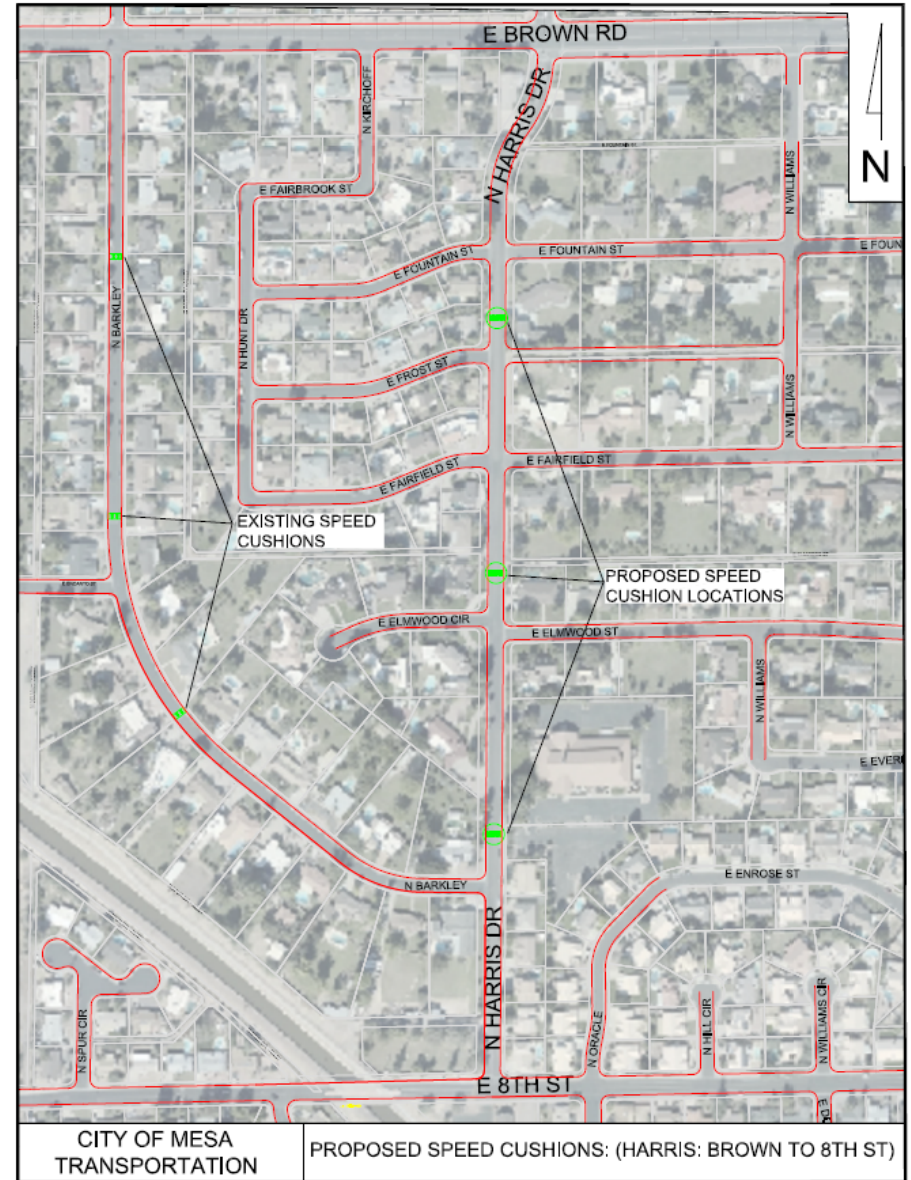 E BROWN RD
N
N KIRCHOFF
N HARRIS DR
N WILLIAMS
E FAIRBROOK ST
E FOUNTAIN ST
E FOUNTAIN ST
E FOUN
N BARKLEY
N HUNT DR
E FROST ST
N WILLIAMS
E FAIRFIELD ST
E FAIRFIELD ST
EXISTING SPEED
CUSHIONS
PROPOSED SPEED
CUSHION LOCATIONS
E ELMWOOD CIR
E ELMWOOD ST
N WILLIAMS
E EVER
N BARKLEY
E ENROSE ST
N HARRIS DR
N SPUR CIR
N ORACLE
N HILL CIR
N WILLIAMS CIR
E 8TH ST
CITY OF MESA
TRANSPORTATION
PROPOSED SPEED CUSHIONS: (HARRIS: BROWN TO 8TH ST)